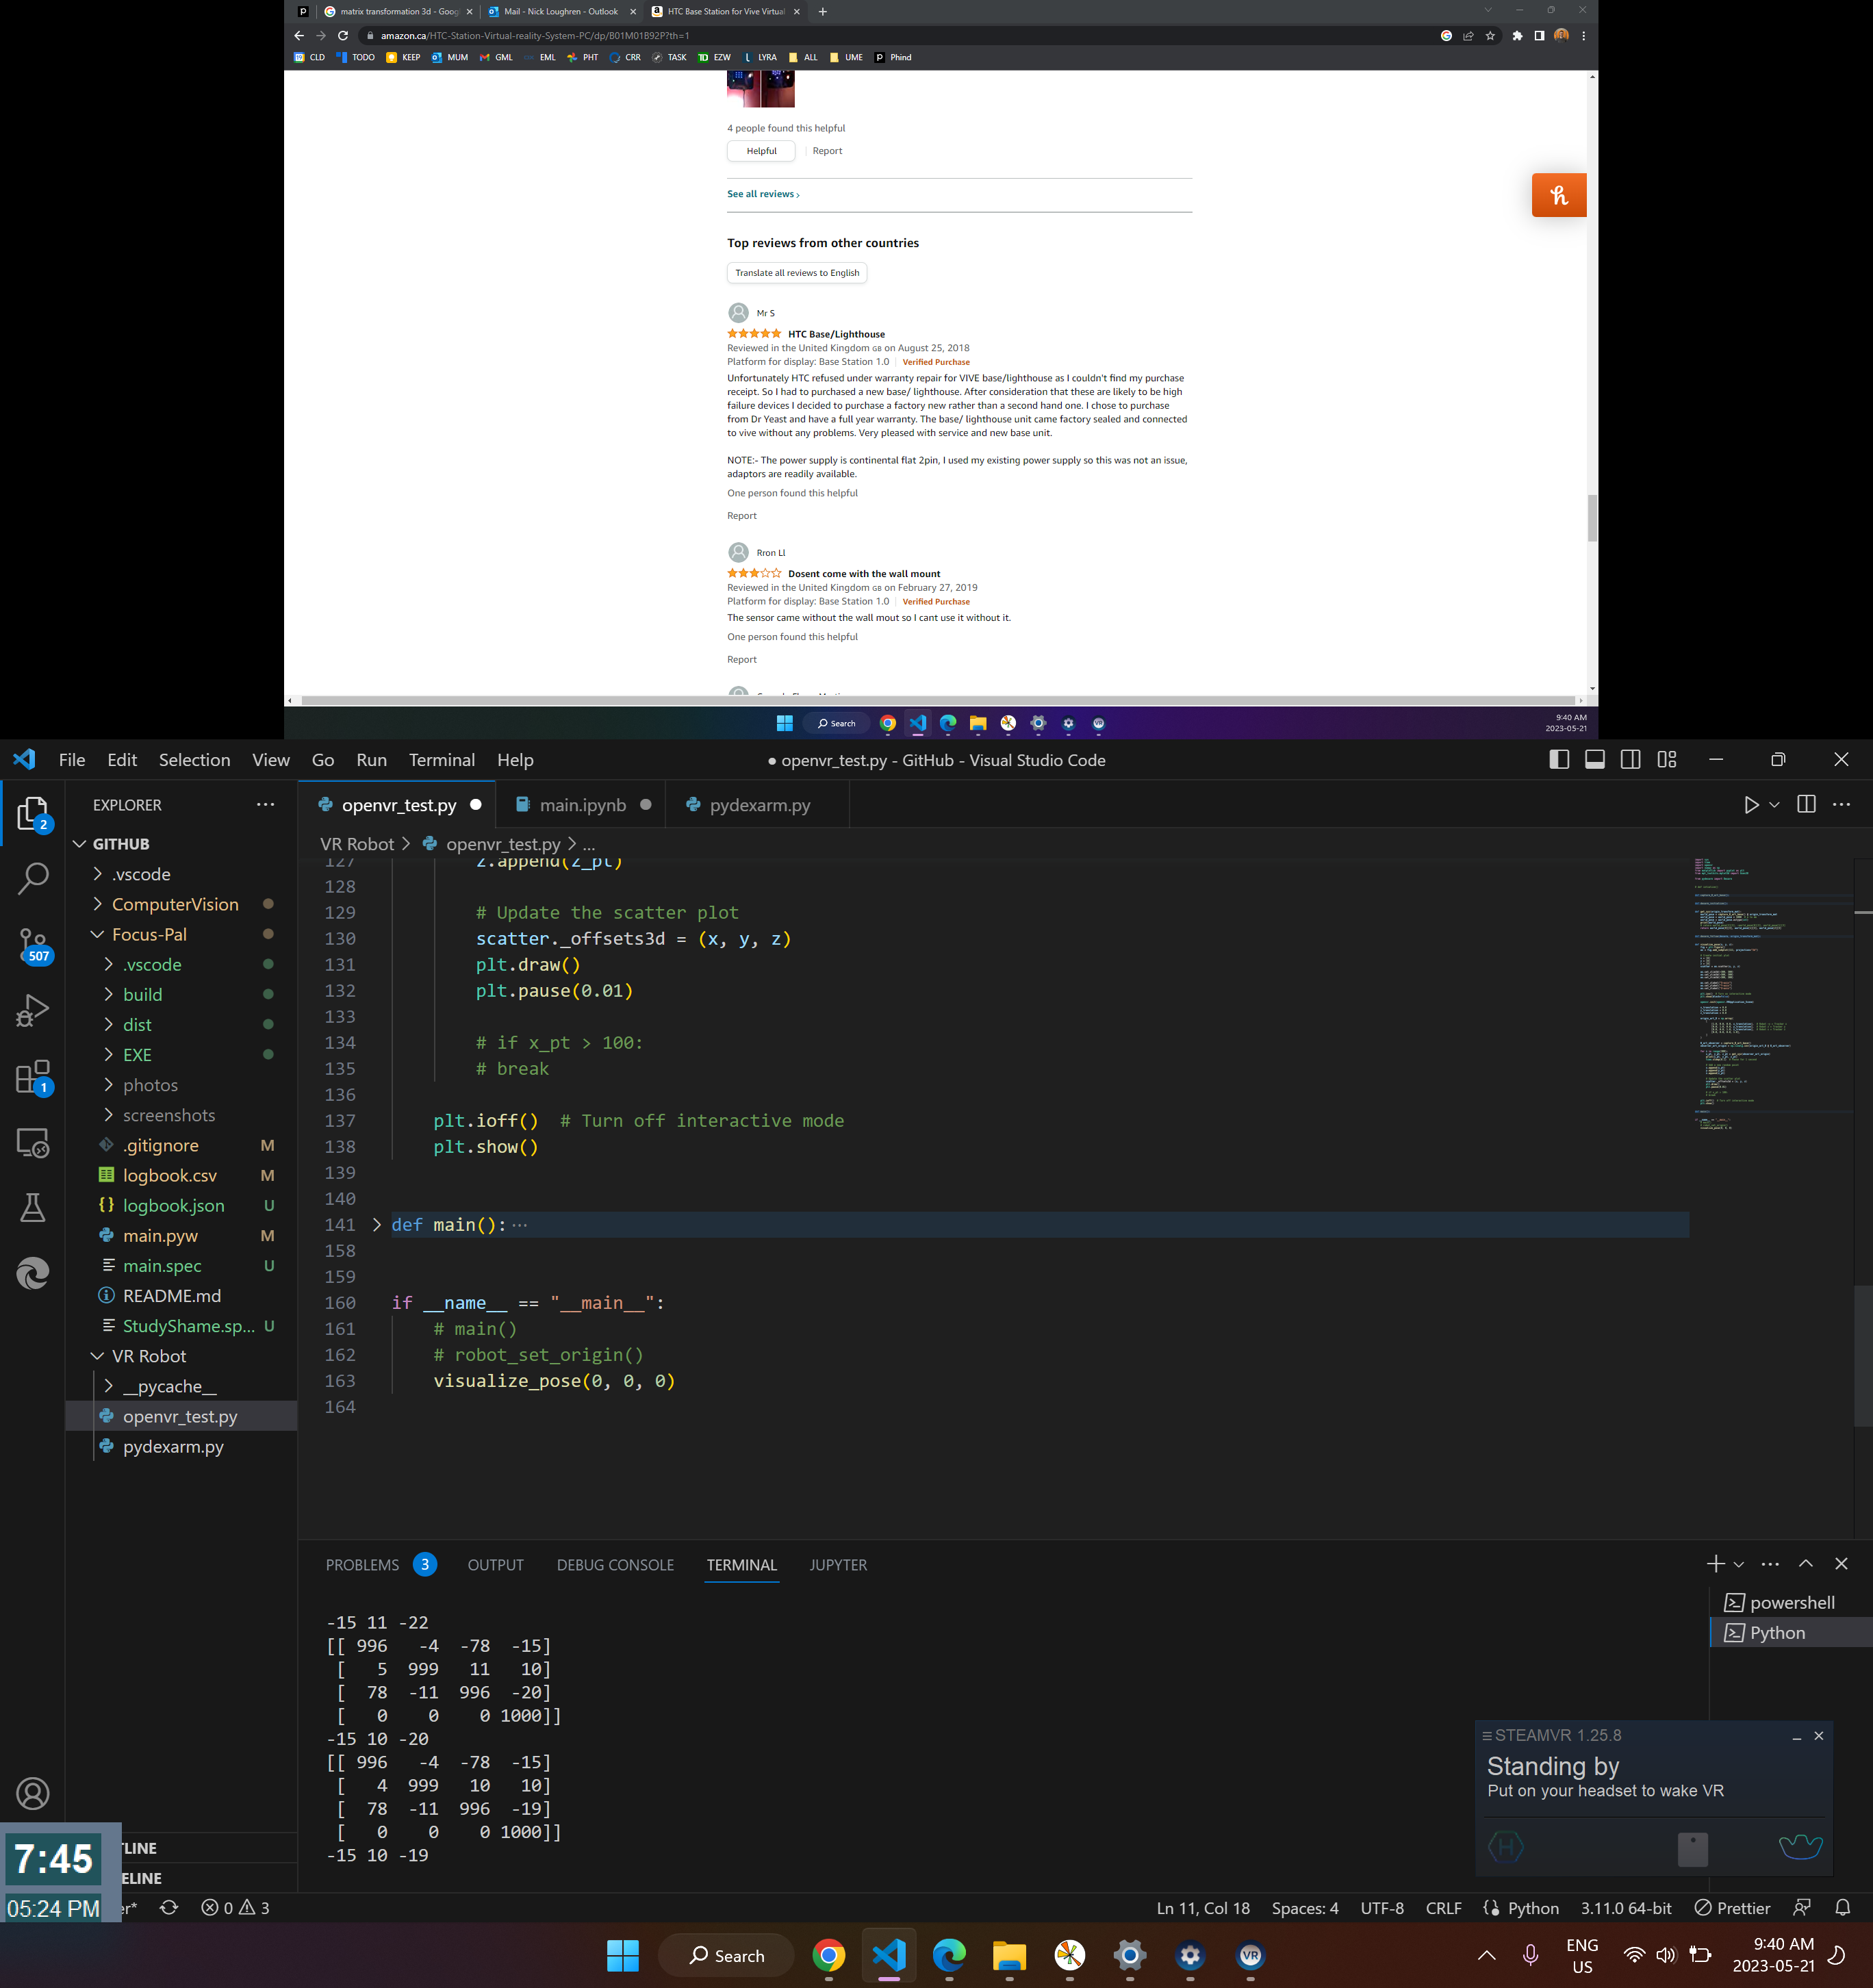 matrix transformation 3d - Goog
Mail - Nick Loughren - Outlook
HTC Base Station for Vive Virtual
amazon.ca/HTC-Station-Virtual-reality-System-PC/dp/B01M01B92P?th=1
CLD TODO KEEP MUM GML EML PHT CRR TASK EZW LYRA ALL UME Phind
4 people found this helpful
Helpful Report
See all reviews ›
Top reviews from other countries
Translate all reviews to English
Mr S
HTC Base/Lighthouse
Reviewed in the United Kingdom GB on August 25, 2018
Platform for display: Base Station 1.0 Verified Purchase
Unfortunately HTC refused under warranty repair for VIVE base/lighthouse as I couldn't find my purchase
receipt. So I had to purchased a new base/ lighthouse. After consideration that these are likely to be high
failure devices I decided to purchase a factory new rather than a second hand one. I chose to purchase
from Dr Yeast and have a full year warranty. The base/ lighthouse unit came factory sealed and connected
to vive without any problems. Very pleased with service and new base unit.
NOTE:- The power supply is continental flat 2pin, I used my existing power supply so this was not an issue,
adaptors are readily available.
One person found this helpful
Report
Rron Ll
Dosent come with the wall mount
Reviewed in the United Kingdom GB on February 27, 2019
Platform for display: Base Station 1.0 Verified Purchase
The sensor came without the wall mout so I cant use it without it.
One person found this helpful
Report
Search
9:40 AM
2023-05-21
File Edit Selection View Go Run Terminal Help
● openvr_test.py - GitHub - Visual Studio Code
EXPLORER ···
openvr_test.py ● main.ipynb ● pydexarm.py
GITHUB
VR Robot > openvr_test.py > ...
2
507
1
.vscode
ComputerVision
Focus-Pal
.vscode
build
dist
EXE
photos
screenshots
.gitignore M
logbook.csv M
logbook.json U
main.pyw M
main.spec U
README.md
StudyShame.sp... U
VR Robot
__pycache__
openvr_test.py
pydexarm.py
127 z.append(z_pt)
128
129 # Update the scatter plot
130 scatter._offsets3d = (x, y, z)
131 plt.draw()
132 plt.pause(0.01)
133
134 # if x_pt > 100:
135 # break
136
137 plt.ioff()  # Turn off interactive mode
138 plt.show()
139
140
141 def main():···
158
159
160 if __name__ == "__main__":
161 # main()
162 # robot_set_origin()
163 visualize_pose(0, 0, 0)
164
PROBLEMS 3 OUTPUT DEBUG CONSOLE TERMINAL JUPYTER
powershell
Python
-15 11 -22
[[ 996   -4  -78  -15]
[   5  999   11   10]
[  78  -11  996  -20]
[   0    0    0 1000]]
-15 10 -20
[[ 996   -4  -78  -15]
[   4  999   10   10]
[  78  -11  996  -19]
[   0    0    0 1000]]
-15 10 -19
STEAMVR 1.25.8
Standing by
Put on your headset to wake VR
TLINE
ELINE
7:45
05:24 PM
er* 0 3
Ln 11, Col 18 Spaces: 4 UTF-8 CRLF Python 3.11.0 64-bit Prettier
Search
VR
ENG
US
9:40 AM
2023-05-21